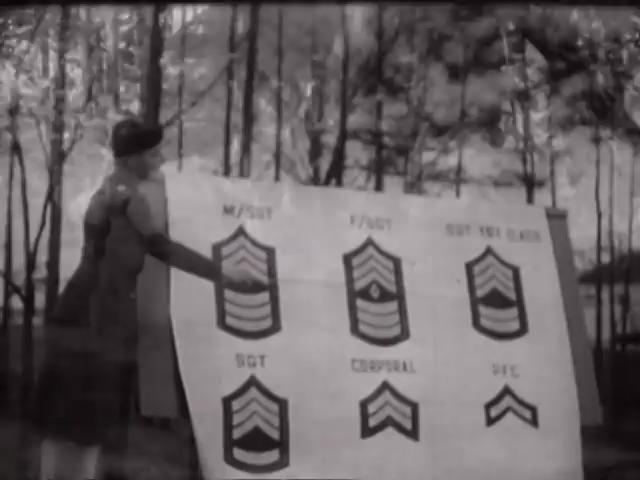 M/SGT
F/SGT
SGT 1ST CLASS
SGT
CORPORAL
PFC